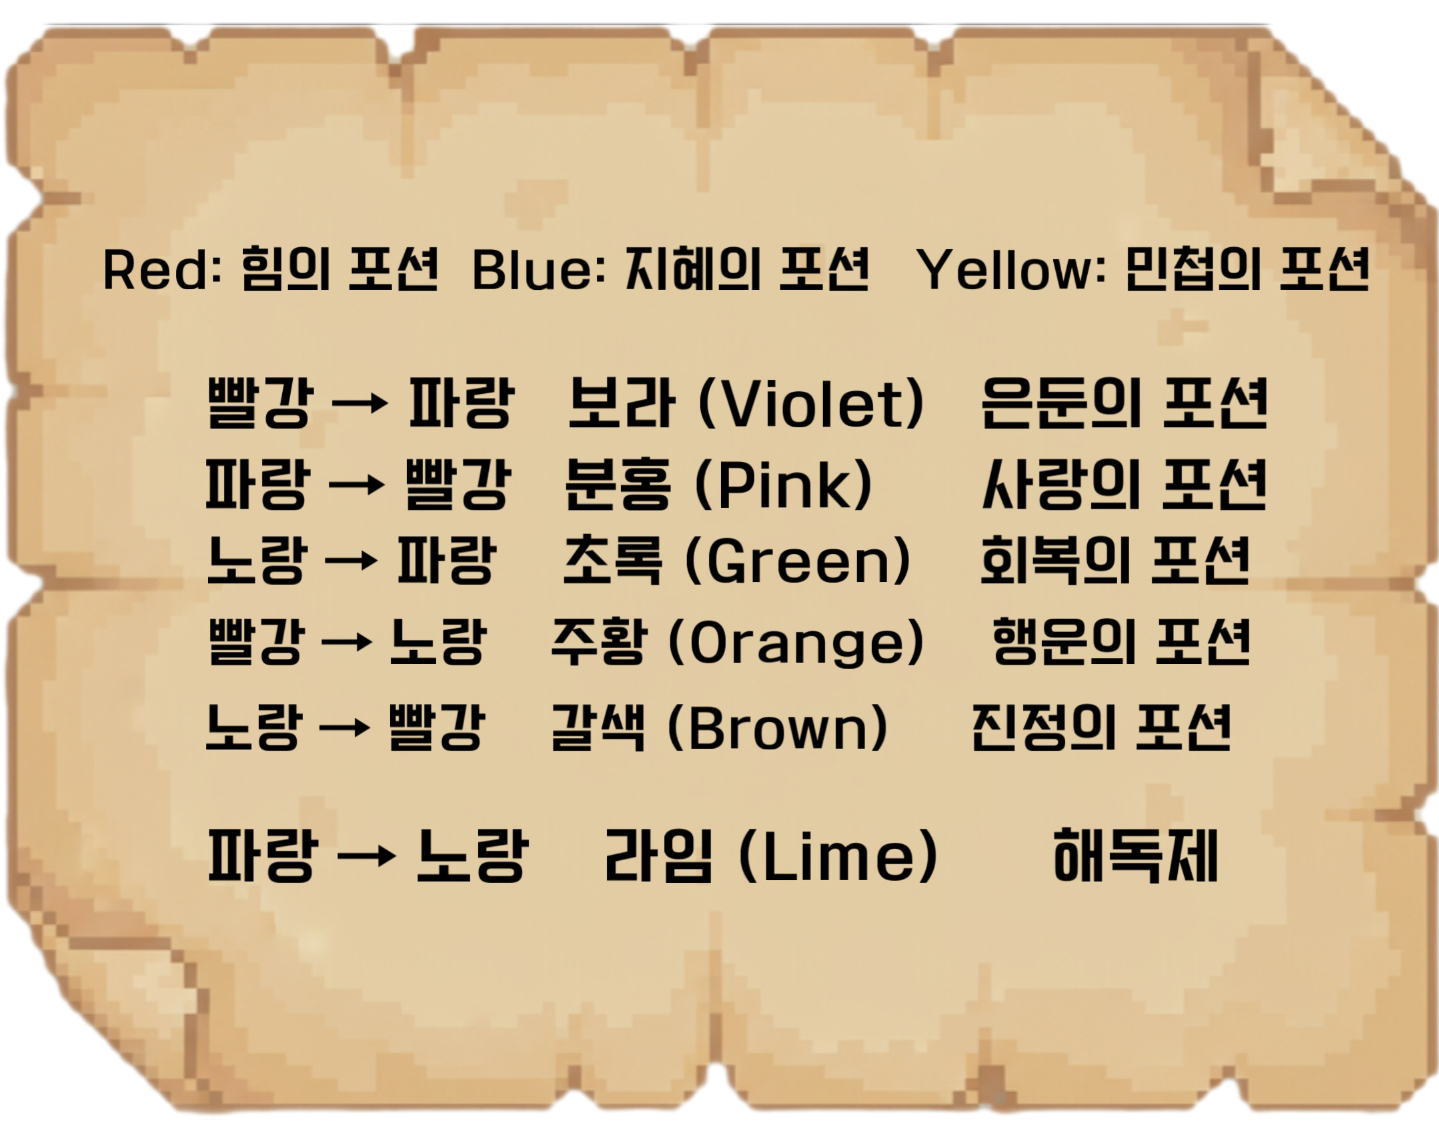 Red: 힘의 포션 Blue: 지혜의 포션 Yellow: 민첩의 포션
빨강 → 파랑 보라 (Violet) 은둔의 포션
파랑 → 빨강 분홍 (Pink) 사랑의 포션
노랑 → 파랑 초록 (Green) 회복의 포션
빨강 → 노랑 주황 (Orange) 행운의 포션
노랑 → 빨강 갈색 (Brown) 진정의 포션
파랑 → 노랑 라임 (Lime) 해독제